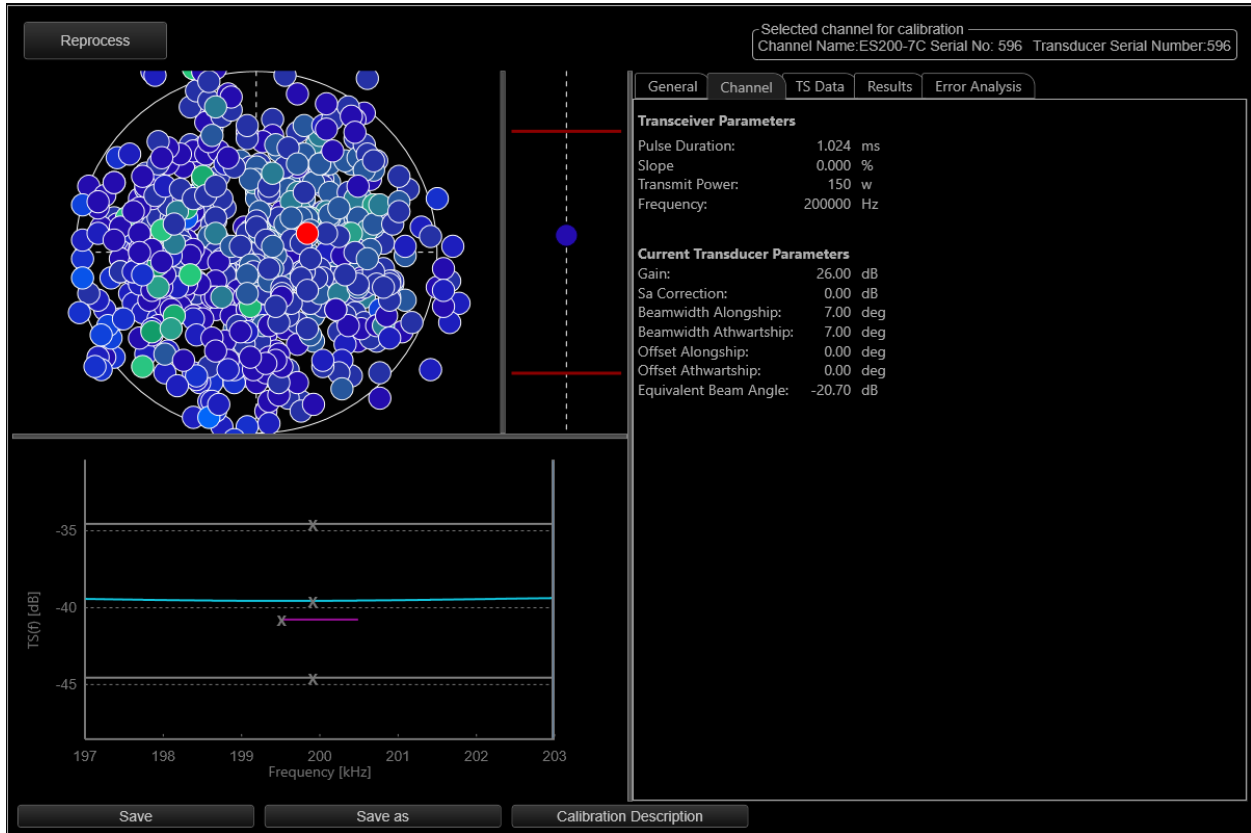 Reprocess
Selected channel for calibration
Channel Name:ES200-7C Serial No: 596 Transducer Serial Number:596
General Channel TS Data Results Error Analysis
Transceiver Parameters
Pulse Duration: 1.024 ms
Slope 0.000 %
Transmit Power: 150 w
Frequency: 200000 Hz
Current Transducer Parameters
Gain: 26.00 dB
Sa Correction: 0.00 dB
Beamwidth Alongship: 7.00 deg
Beamwidth Athwartship: 7.00 deg
Offset Alongship: 0.00 deg
Offset Athwartship: 0.00 deg
Equivalent Beam Angle: -20.70 dB
TS(f) [dB]
-35
-40
-45
X
X
X
X
197 198 199 200 201 202 203
Frequency [kHz]
Save Save as Calibration Description